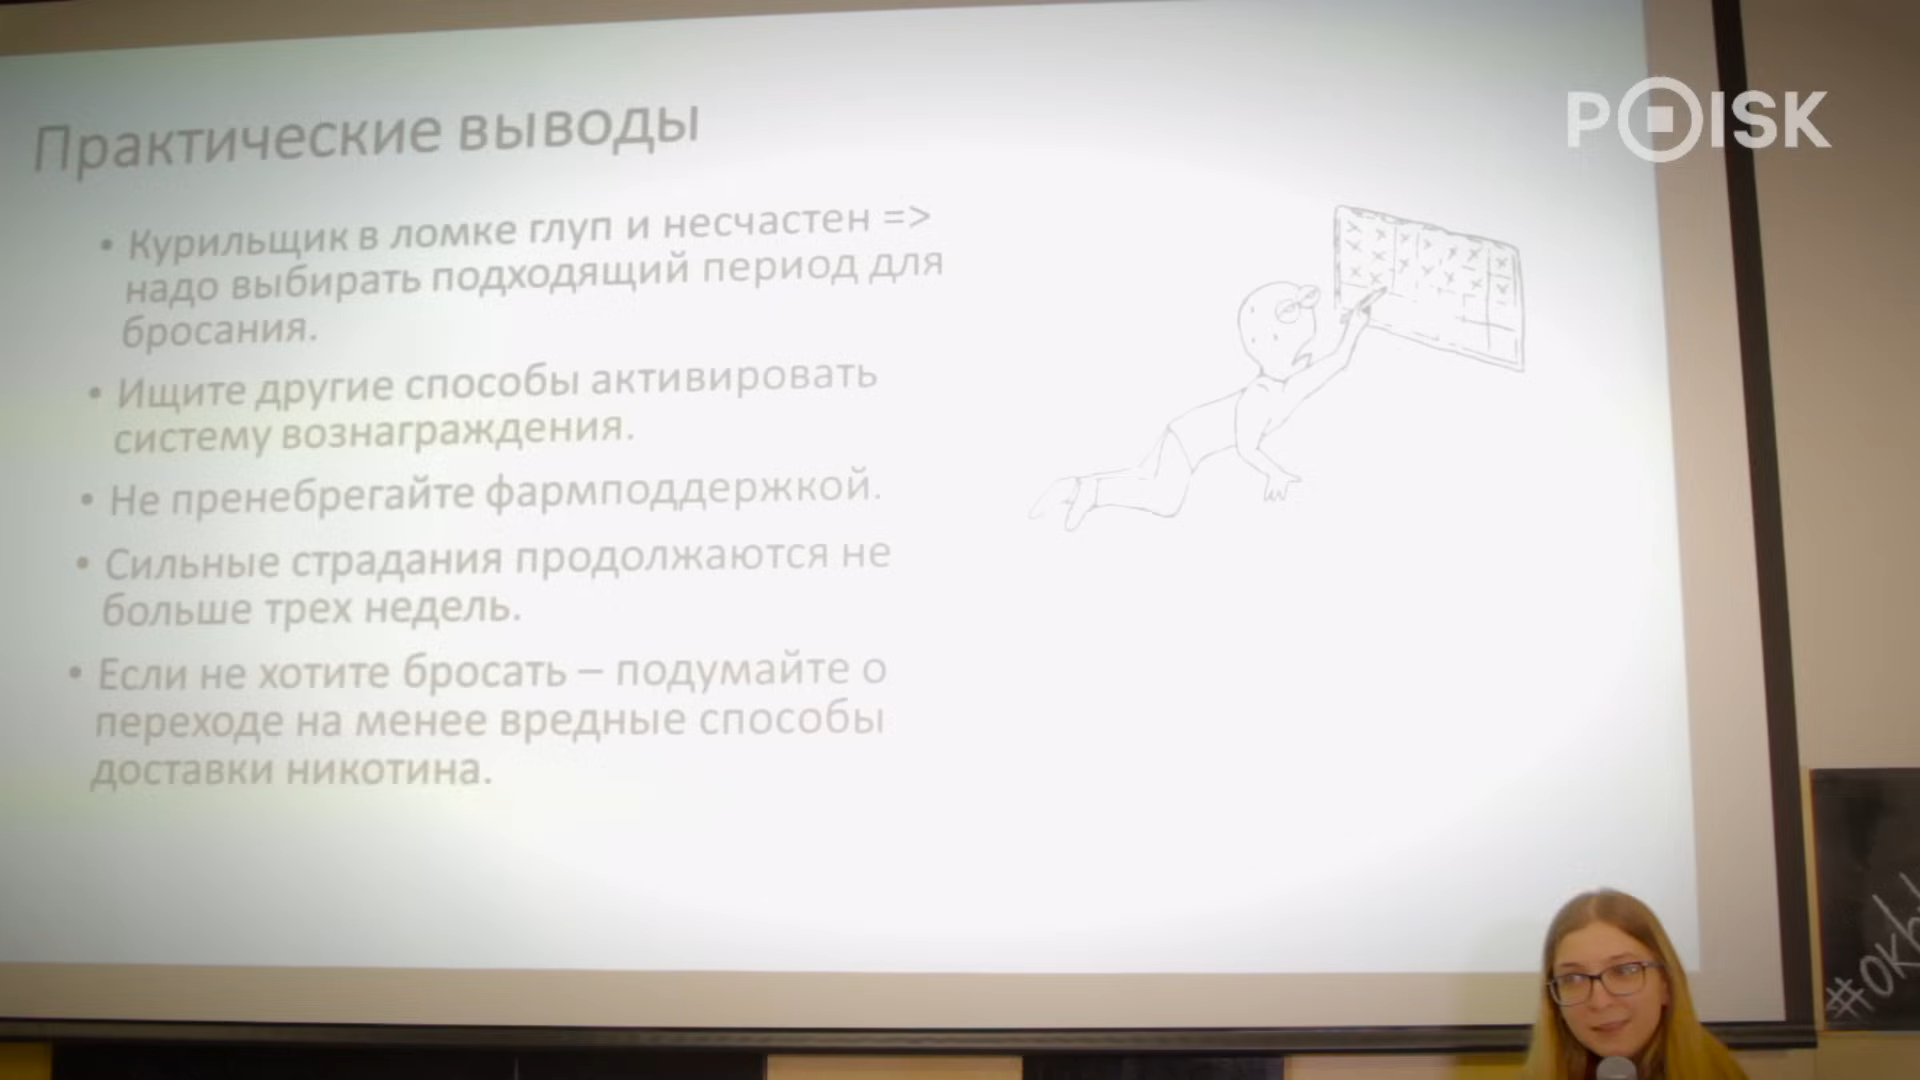 POISK
Практические выводы
• Курильщик в ломке глуп и несчастен =>
надо выбирать подходящий период для
бросания.
• Ищите другие способы активировать
систему вознаграждения.
• Не пренебрегайте фармподдержкой.
• Сильные страдания продолжаются не
больше трех недель.
• Если не хотите бросать – подумайте о
переходе на менее вредные способы
доставки никотина.